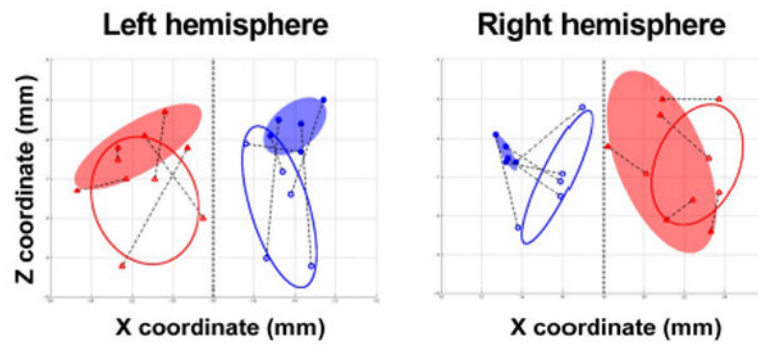 Left hemisphere
Right hemisphere
Z coordinate (mm)
X coordinate (mm)
X coordinate (mm)